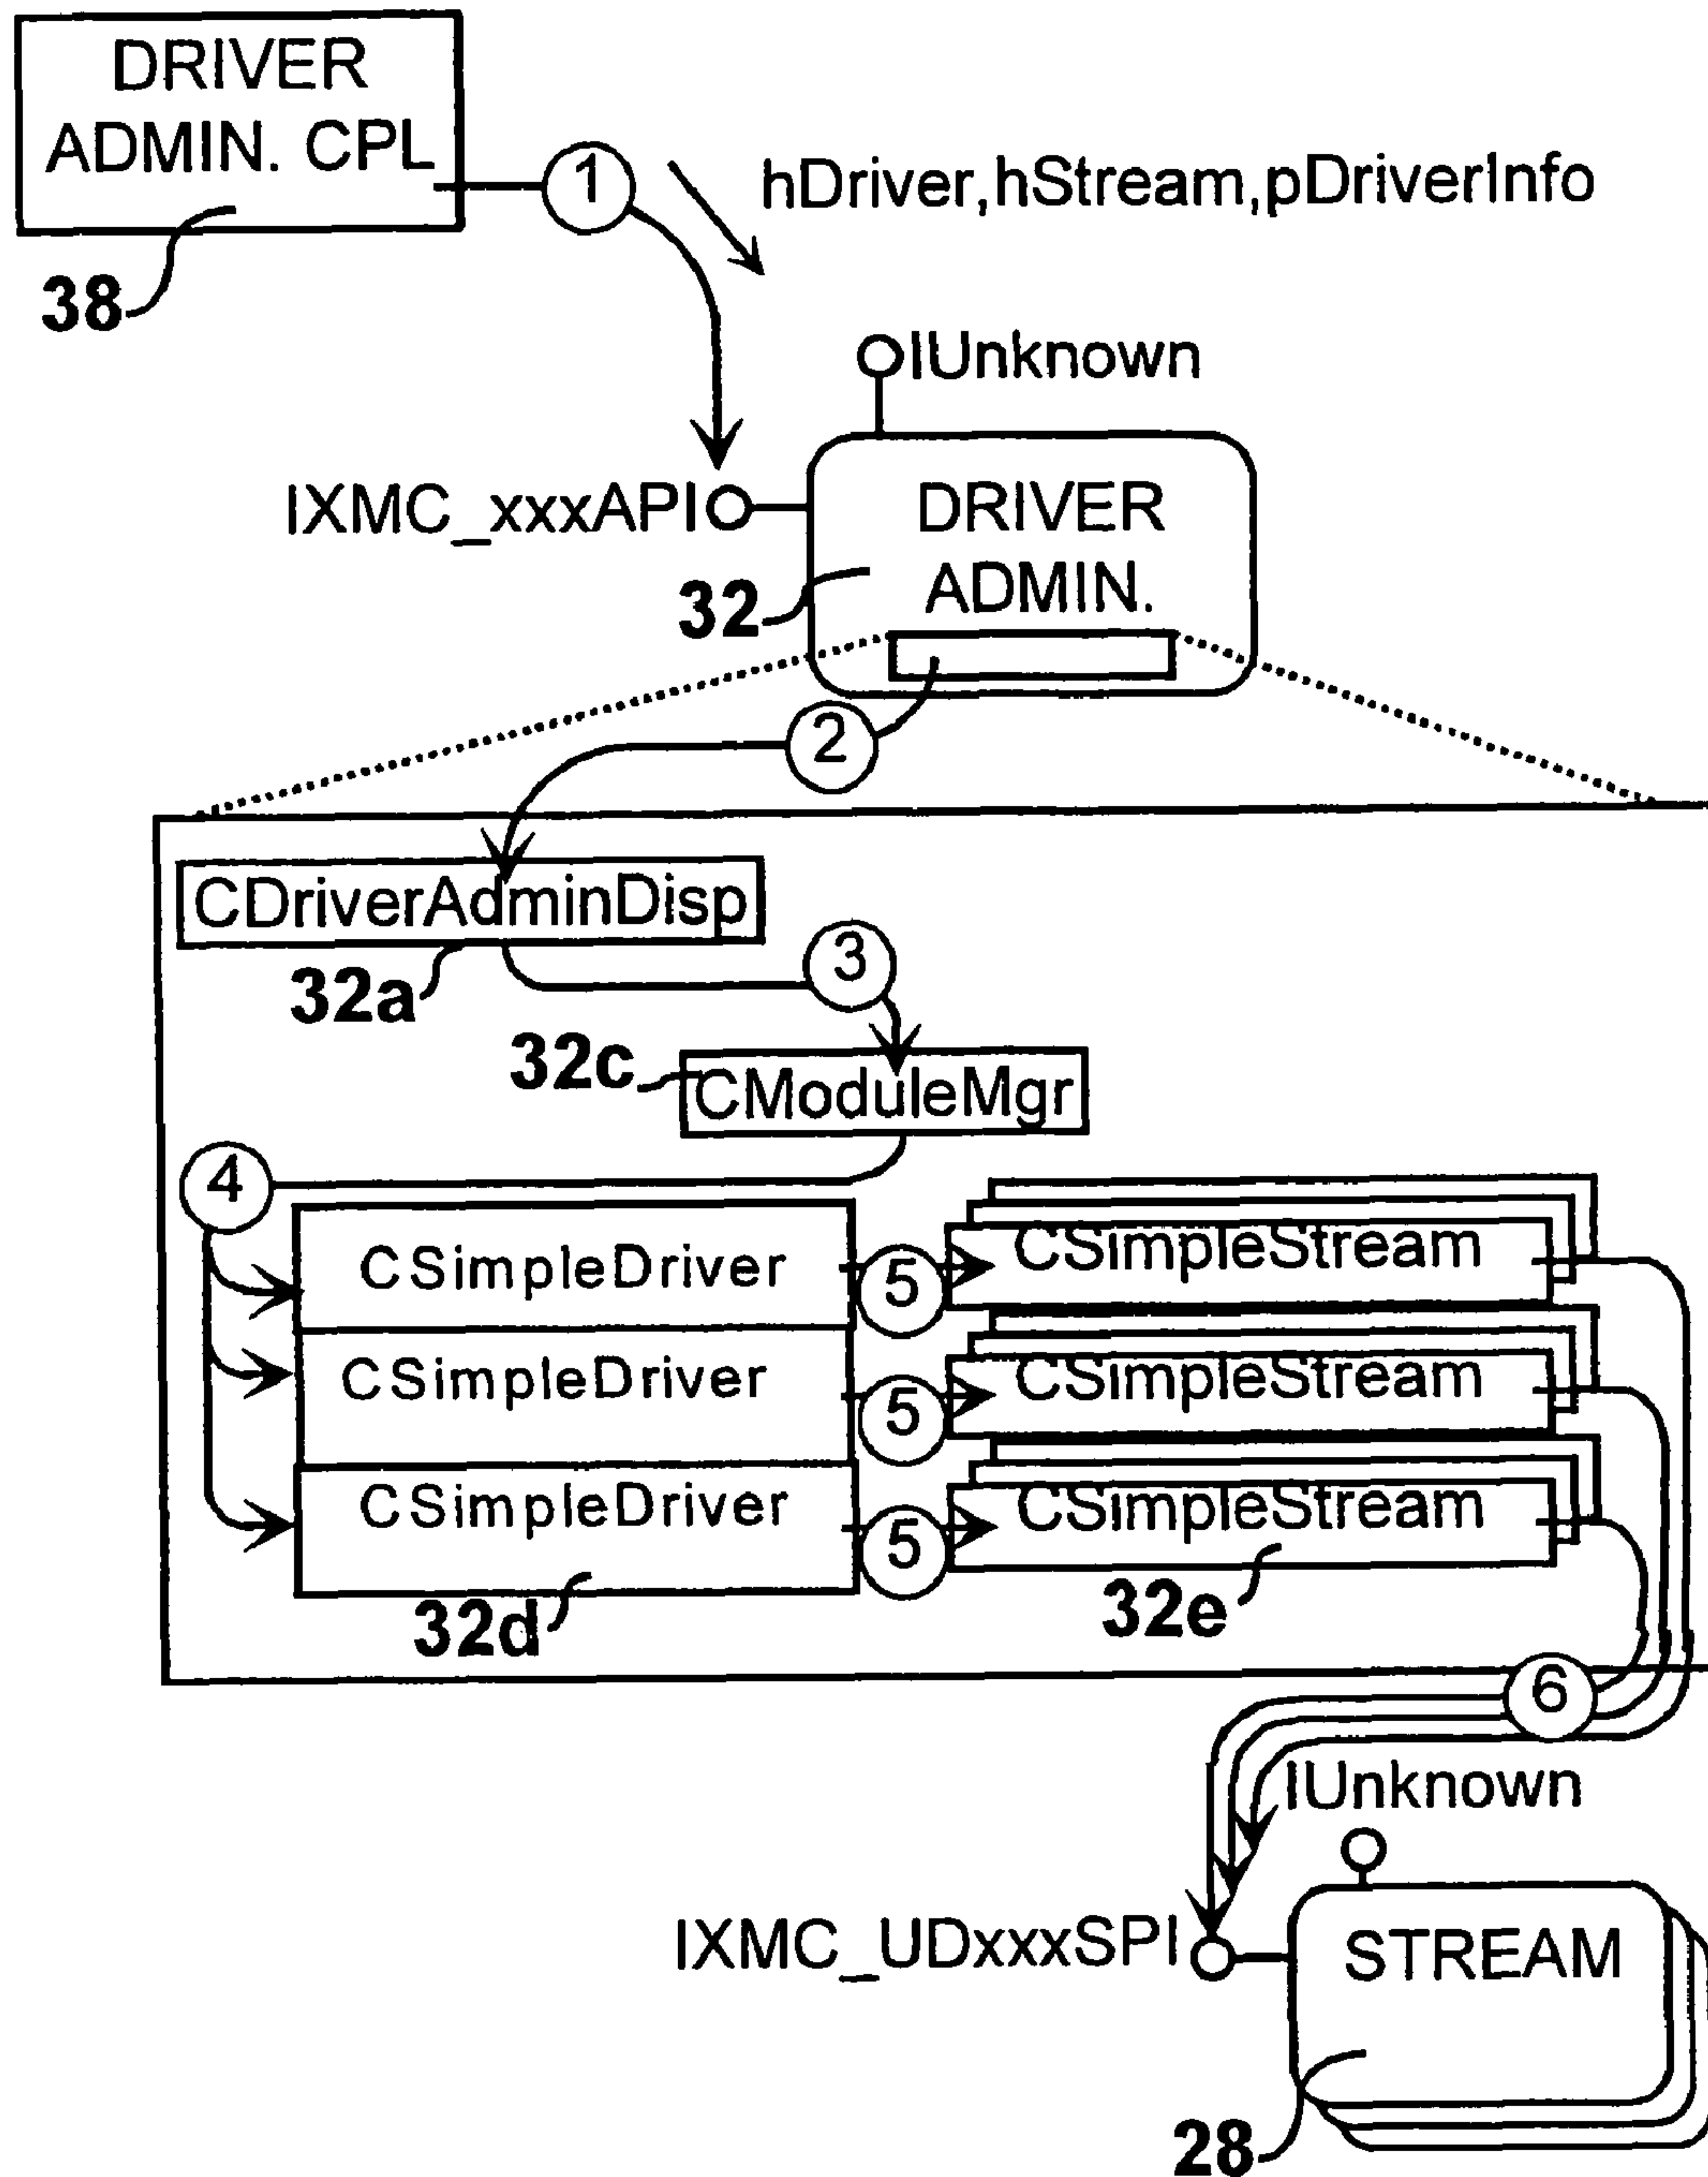 DRIVER
ADMIN. CPL
1
hDriver,hStream,pDriverInfo
38
IUnknown
IXMC_xxxAPI
DRIVER
ADMIN.
32
2
CDriverAdminDisp
32a
3
32c
CModuleMgr
4
CSimpleDriver
5
CSimpleStream
CSimpleDriver
5
CSimpleStream
CSimpleDriver
5
CSimpleStream
32d
32e
6
IUnknown
IXMC_UDxxxSPI
STREAM
28